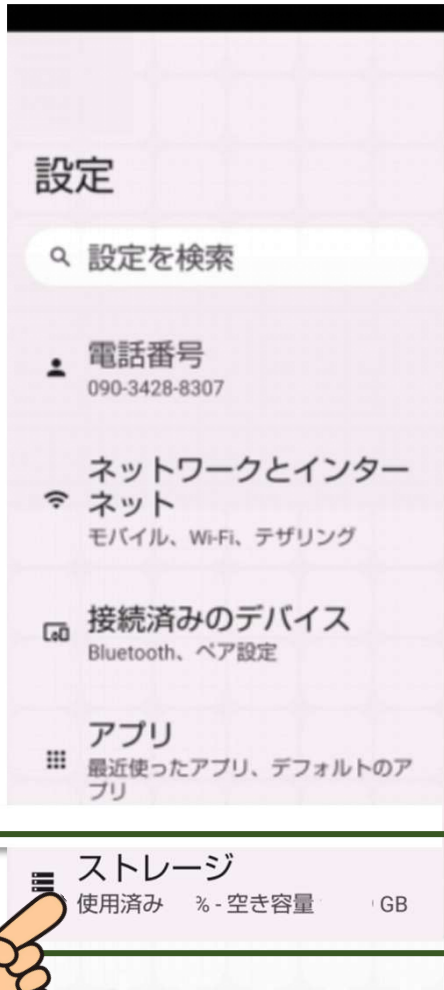 設定
設定を検索
電話番号
090-3428-8307
ネットワークとインター
ネット
モバイル、Wi-Fi、テザリング
接続済みのデバイス
Bluetooth、ペア設定
アプリ
最近使ったアプリ、デフォルトのア
プリ
ストレージ
使用済み % - 空き容量 GB